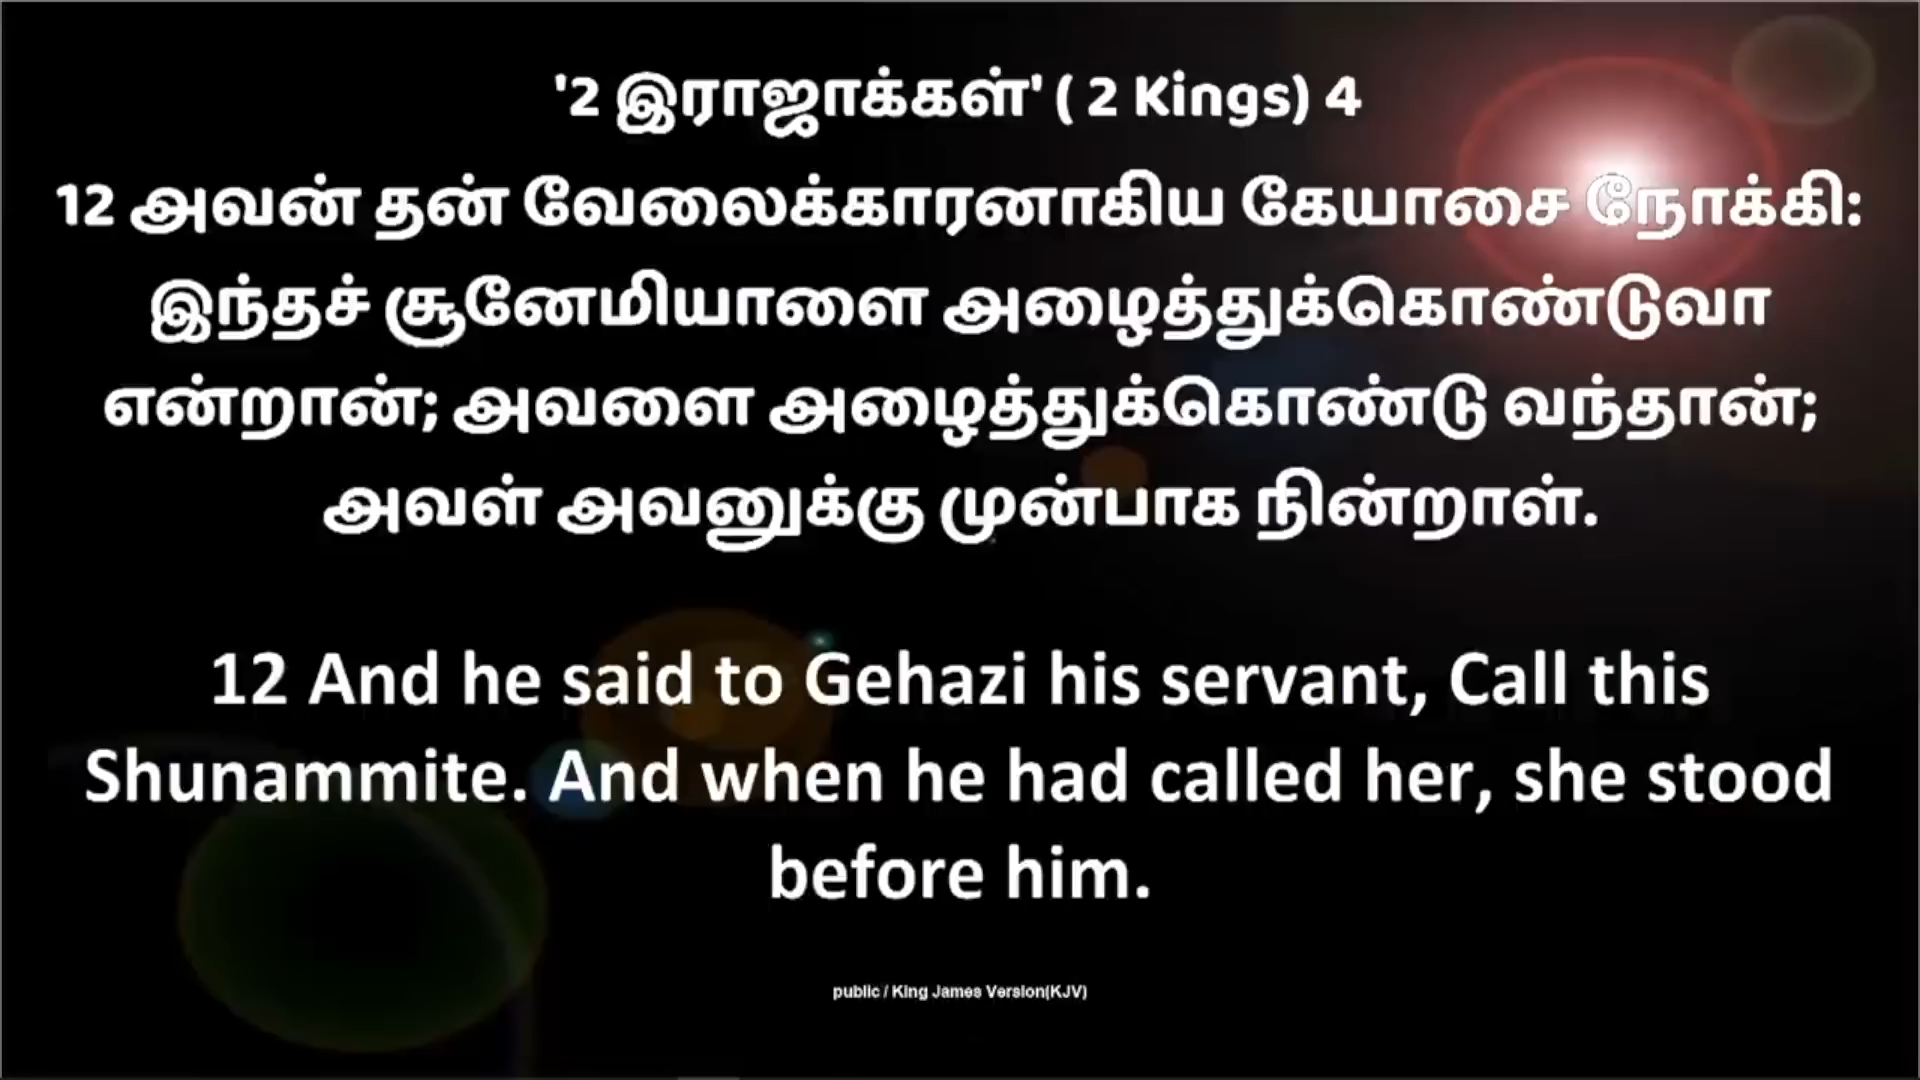 '2 இராஜாக்கள்' ( 2 Kings) 4
12 அவன் தன் வேலைக்காரனாகிய கேயாசை நோக்கி:
இந்தச் சூனேமியாளை அழைத்துக்கொண்டுவா
என்றான்; அவளை அழைத்துக்கொண்டு வந்தான்;
அவள் அவனுக்கு முன்பாக நின்றாள்.
12 And he said to Gehazi his servant, Call this
Shunammite. And when he had called her, she stood
before him.
public / King James Version(KJV)